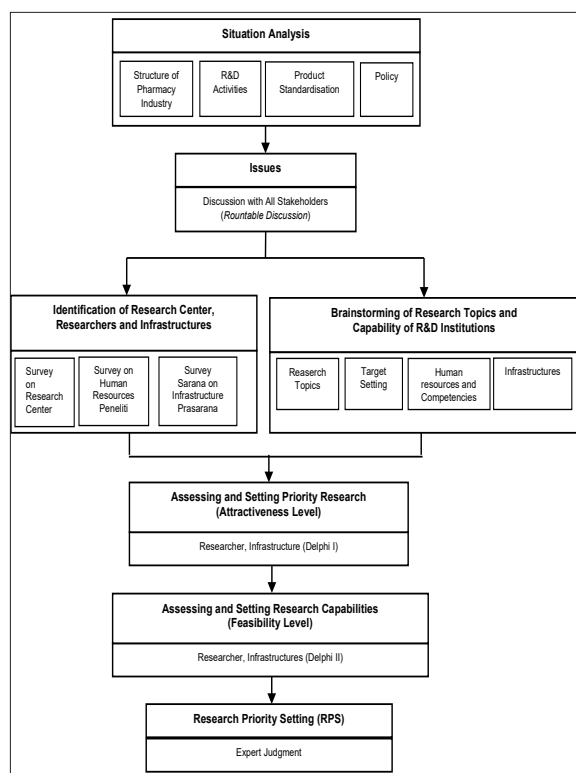 Situation Analysis
Structure of
Pharmacy
Industry
R&D
Activities
Product
Standardisation
Policy
Issues
Discussion with All Stakeholders
(Rountable Discussion)
Identification of Research Center,
Researchers and Infrastructures
Survey
on
Research
Center
Survey on
Human
Resources
Peneliti
Survey
Sarana on
Infrastructure
Prasarana
Brainstorming of Research Topics and
Capability of R&D Institutions
Reaserch
Topics
Target
Setting
Human
resources and
Competencies
Infrastructures
Assessing and Setting Priority Research
(Attractiveness Level)
Researcher, Infrastructure (Delphi I)
Assessing and Setting Research Capabilities
(Feasibility Level)
Researcher, Infrastructures (Delphi II)
Research Priority Setting (RPS)
Expert Judgment